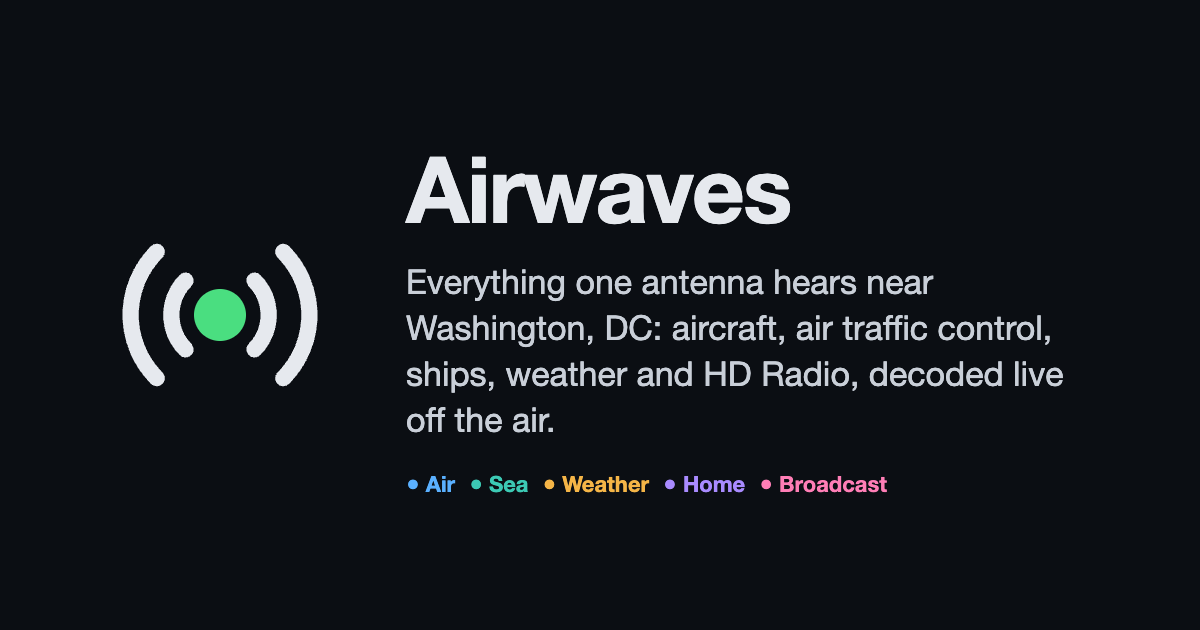 Airwaves
Everything one antenna hears near
Washington, DC: aircraft, air traffic control,
ships, weather and HD Radio, decoded live
off the air.
• Air • Sea • Weather • Home • Broadcast